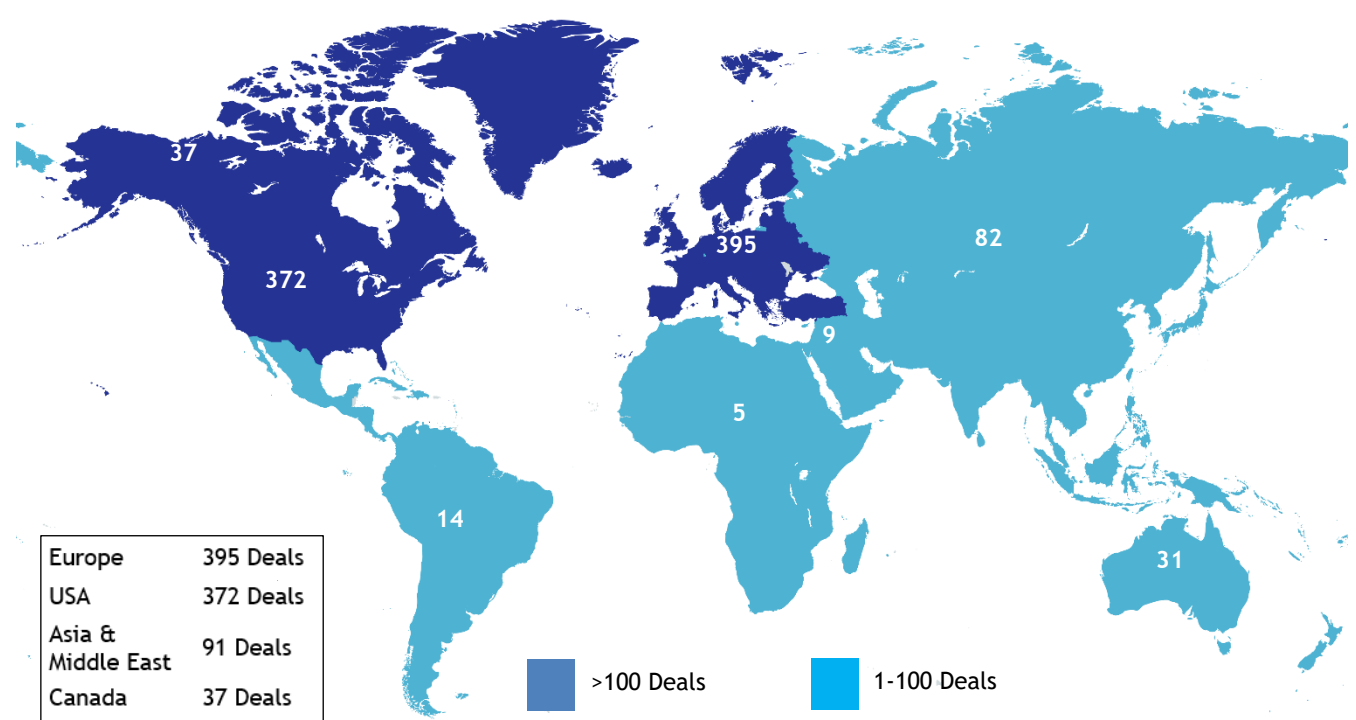 37
372
395
82
9
5
14
31
Europe 395 Deals
USA 372 Deals
Asia &
Middle East 91 Deals
Canada 37 Deals
>100 Deals
1-100 Deals